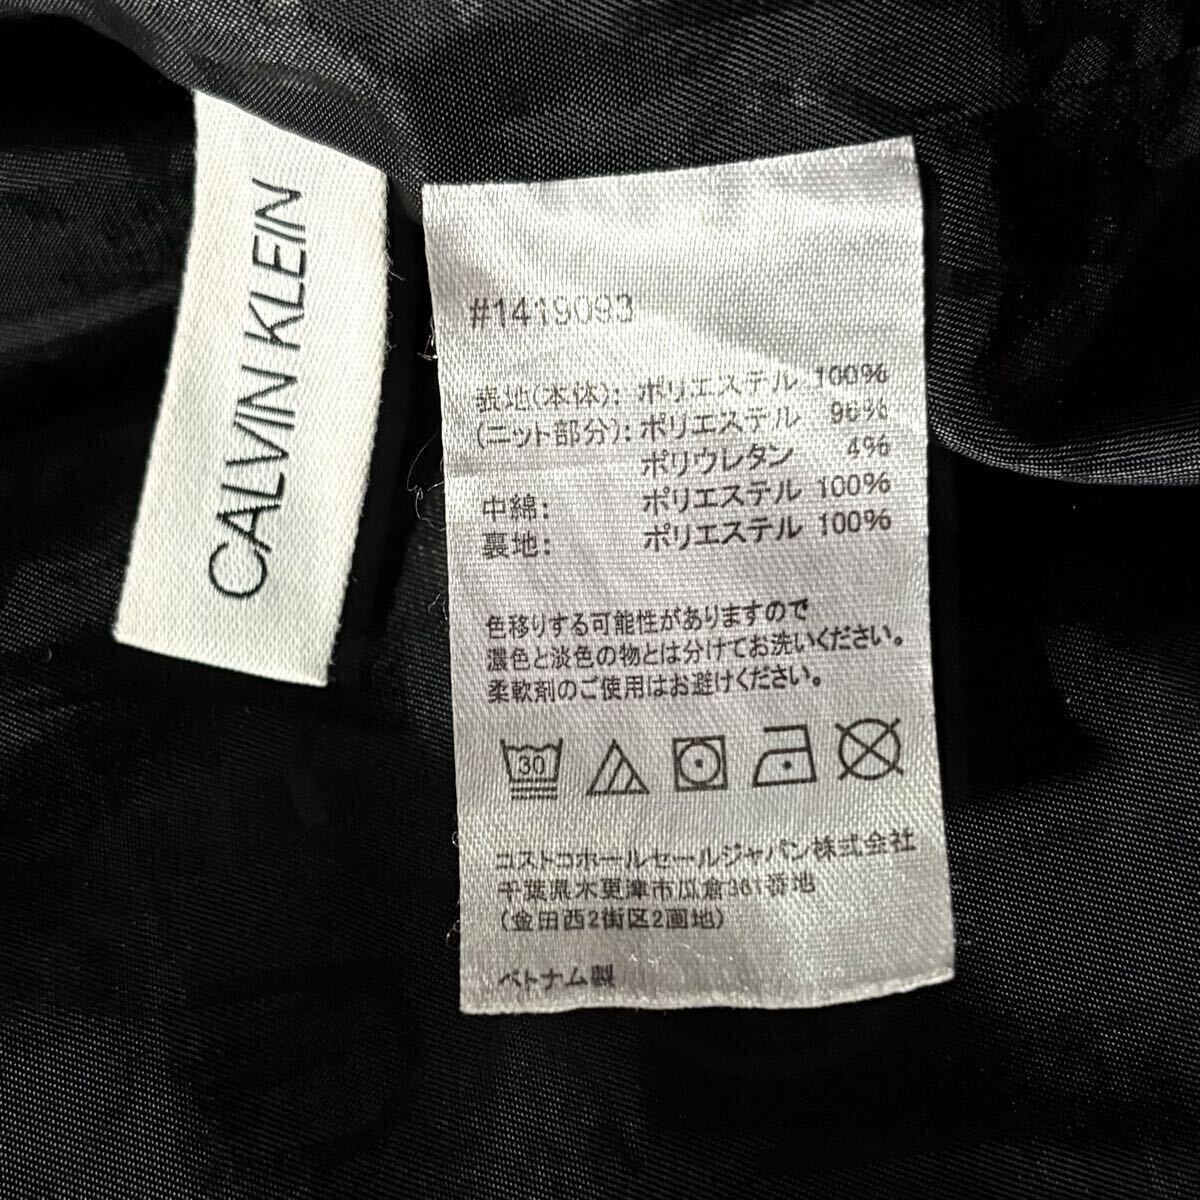 CALVIN KLEIN
#1419093
表地(本体): ポリエステル 100%
(ニット部分): ポリエステル 96%
ポリウレタン 4%
中綿: ポリエステル 100%
裏地: ポリエステル 100%
色移りする可能性がありますので
濃色と淡色の物とは分けてお洗いください。
柔軟剤のご使用はお避けください。
30
コストコホールセールジャパン株式会社
千葉県木更津市瓜倉361番地
(金田西2街区2画地)
ベトナム製